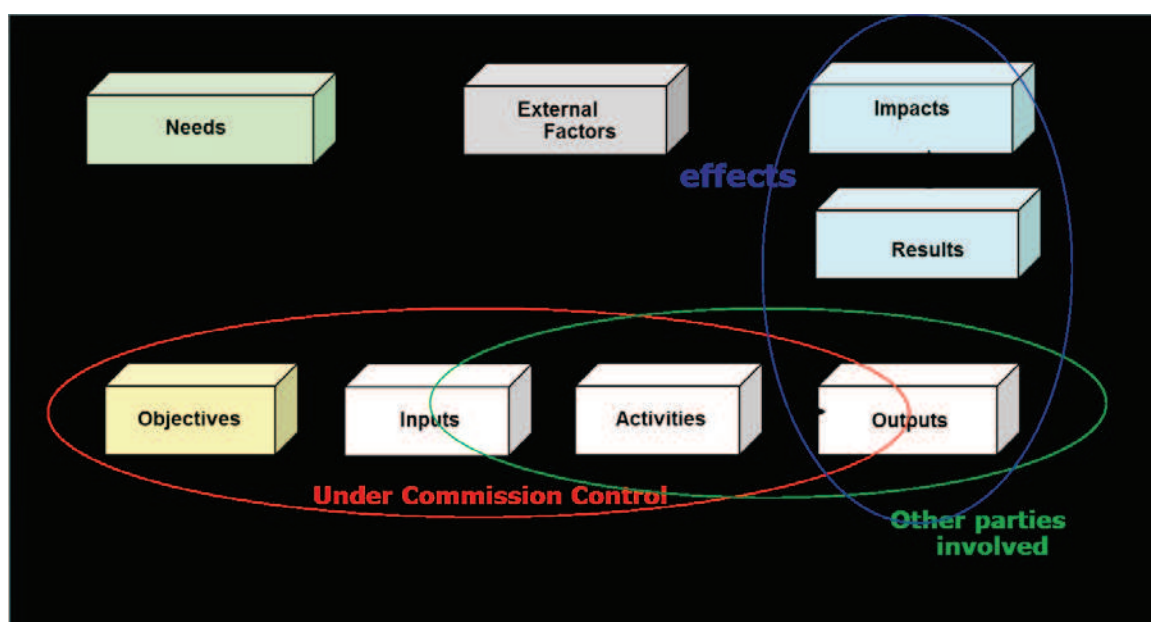 Needs
External
Factors
Impacts
effects
Results
Objectives
Inputs
Activities
Outputs
Under Commission Control
Other parties
involved